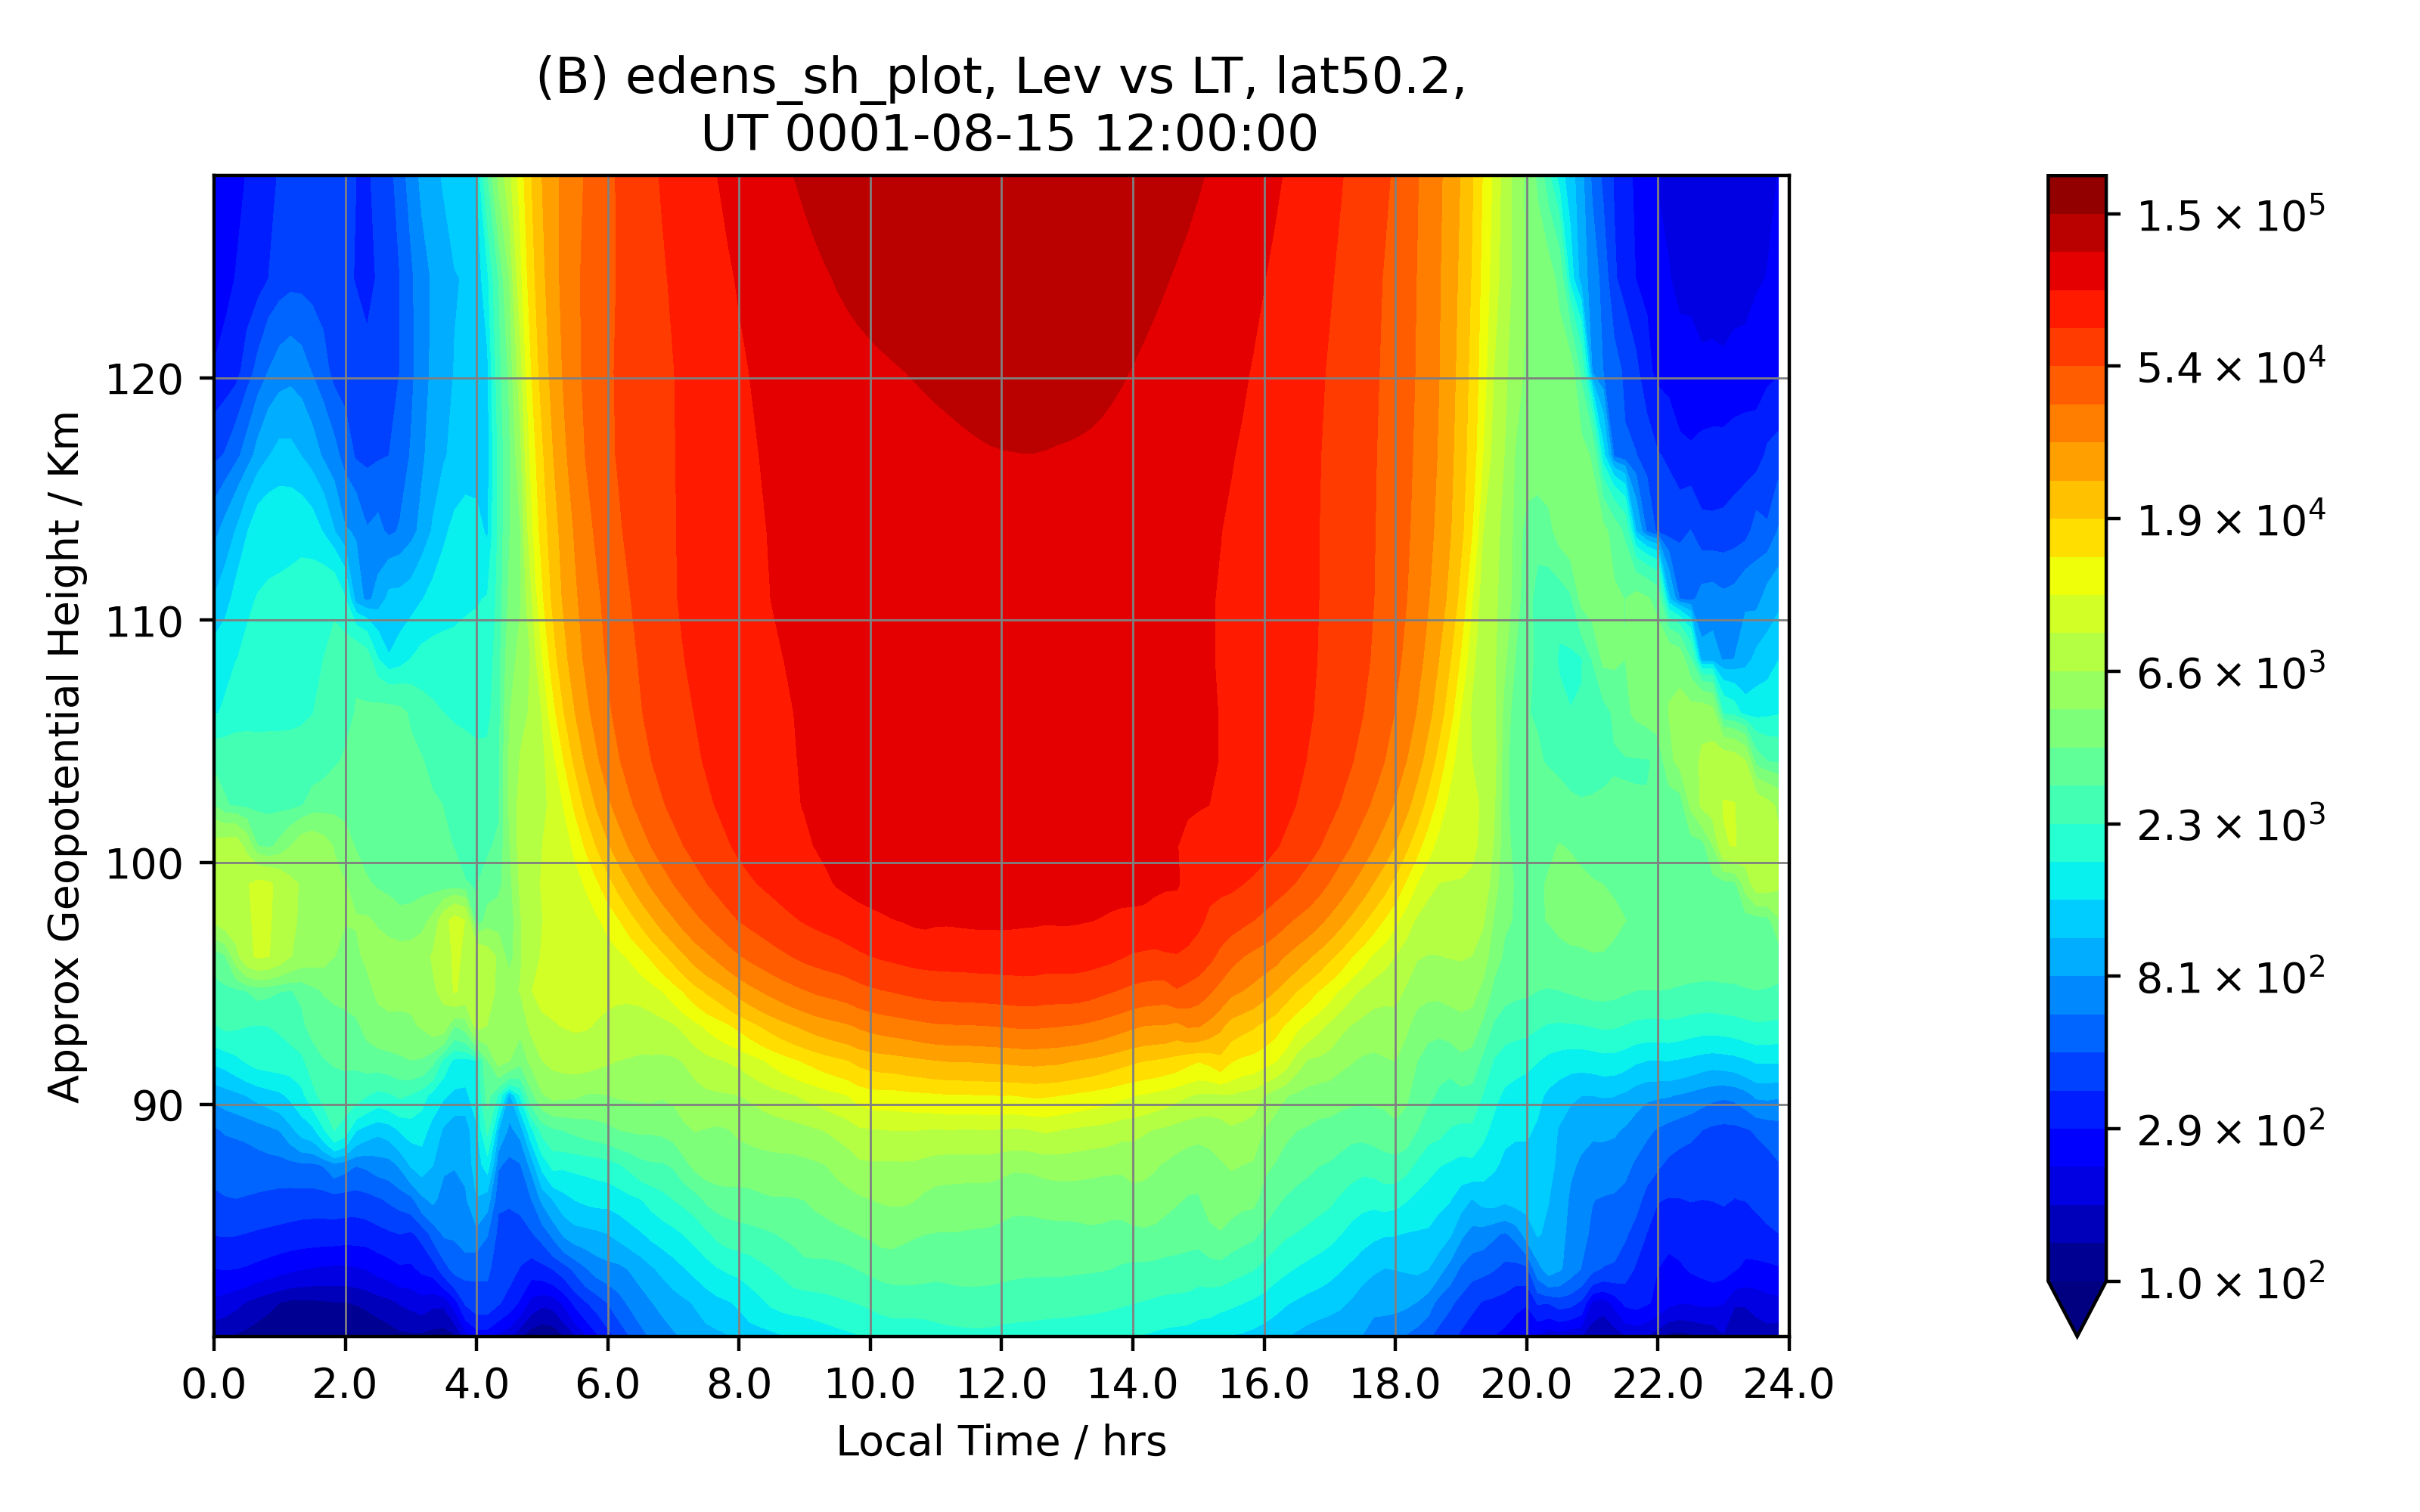 (B) edens_sh_plot, Lev vs LT, lat50.2,
UT 0001-08-15 12:00:00
Approx Geopotential Height / Km
120
110
100
90
0.0 2.0 4.0 6.0 8.0 10.0 12.0 14.0 16.0 18.0 20.0 22.0 24.0
Local Time / hrs
1.5 × 10⁵
5.4 × 10⁴
1.9 × 10⁴
6.6 × 10³
2.3 × 10³
8.1 × 10²
2.9 × 10²
1.0 × 10²